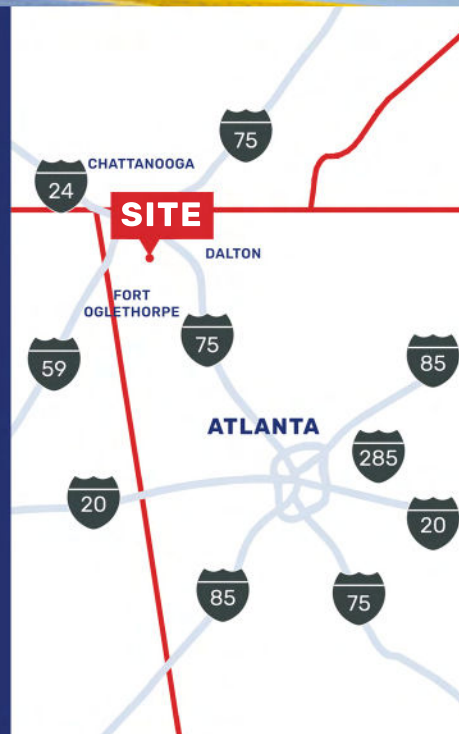 75
CHATTANOOGA
24
SITE
DALTON
FORT
OGLETHORPE
75
59
85
ATLANTA
285
20
20
85
75